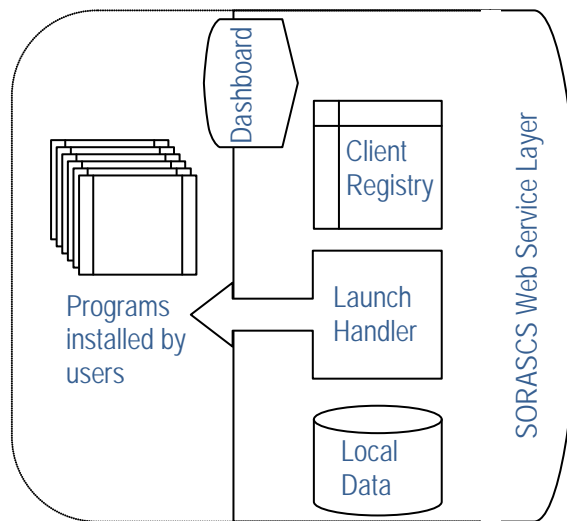 Dashboard
Client
Registry
Programs
installed by
users
Launch
Handler
Local
Data
SORASCS Web Service Layer